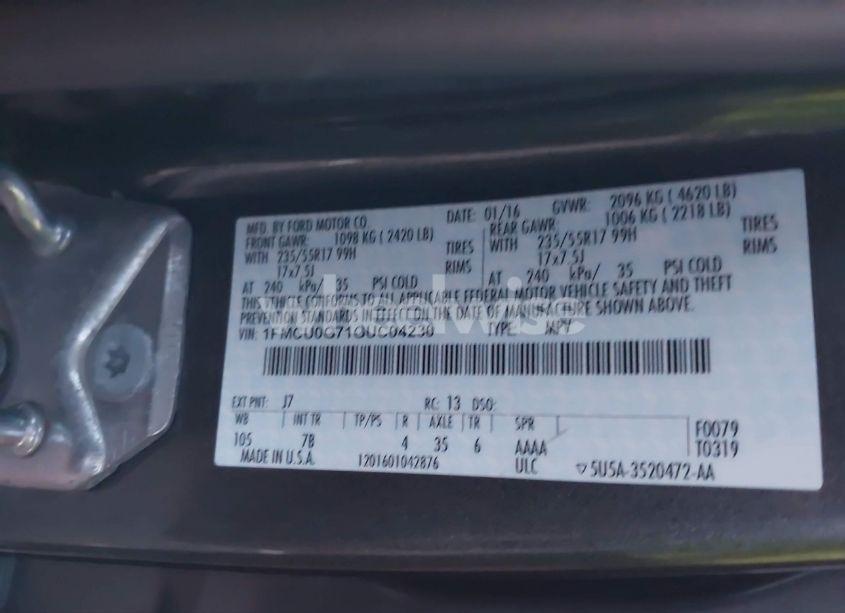 MFD. BY FORD MOTOR CO.
DATE: 01/16 GVWR: 2096 KG ( 4620 LB)
FRONT GAWR: 1098 KG ( 2420 LB) REAR GAWR: 1006 KG ( 2218 LB)
WITH 235/55R17 99H TIRES WITH 235/55R17 99H TIRES
17x7.5J RIMS 17x7.5J RIMS
AT 240 kPa/ 35 PSI COLD AT 240 kPa/ 35 PSI COLD
THIS VEHICLE CONFORMS TO ALL APPLICABLE FEDERAL MOTOR VEHICLE SAFETY AND THEFT
PREVENTION STANDARDS IN EFFECT ON THE DATE OF MANUFACTURE SHOWN ABOVE.
VIN: TYPE: MPV
EXT PNT: J7 RC: 13 DSO:
WB INT TR TP/PS R AXLE TR SPR
105 7B 4 35 6 AAAA F0079
MADE IN U.S.A. 1201601042876 ULC T0319
5U5A-3520472-AA